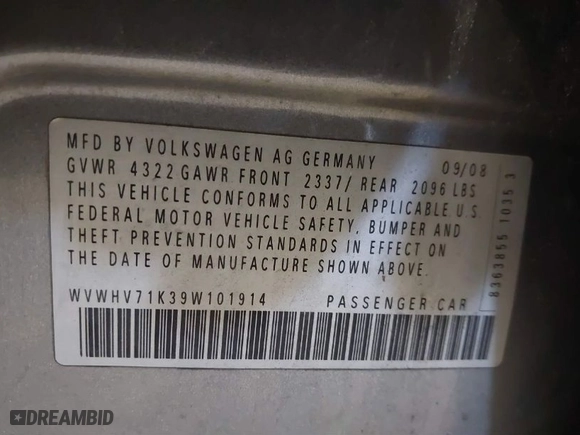 MFD BY VOLKSWAGEN AG GERMANY 09/08
GVWR 4322 GAWR FRONT 2337/ REAR 2096 LBS
THIS VEHICLE CONFORMS TO ALL APPLICABLE U.S
FEDERAL MOTOR VEHICLE SAFETY, BUMPER AND
THEFT PREVENTION STANDARDS IN EFFECT ON
THE DATE OF MANUFACTURE SHOWN ABOVE.
WVWHV71K39W101914 PASSENGER CAR
8363855 1035 3
DREAMBID